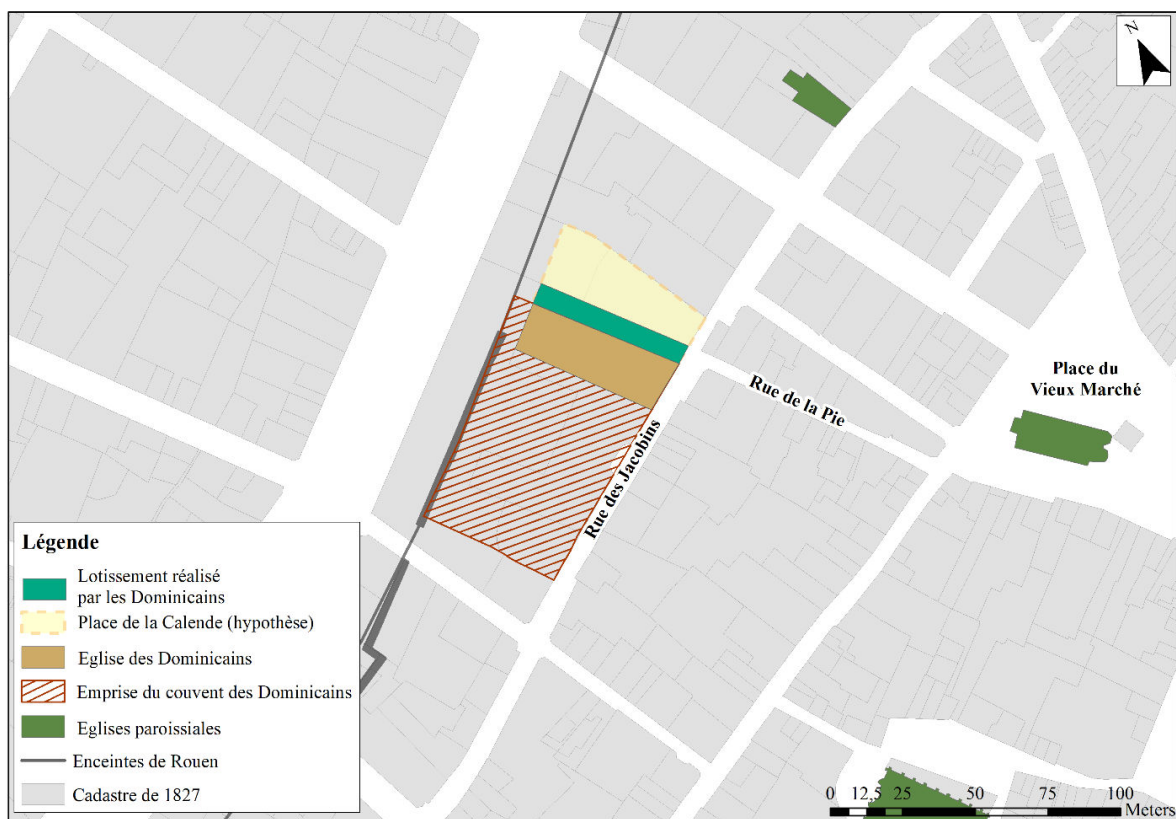 N
Place du
Vieux Marché
Rue de la Pie
Rue des Jacobins
Légende
Lotissement réalisé
par les Dominicains
Place de la Calende (hypothèse)
Eglise des Dominicains
Emprise du couvent des Dominicains
Eglises paroissiales
Enceintes de Rouen
Cadastre de 1827
0 12,5 25 50 75 100
Meters